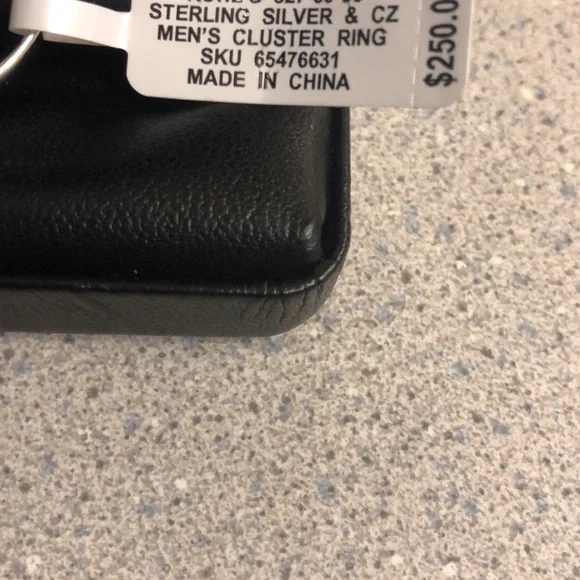 STERLING SILVER & CZ
MEN'S CLUSTER RING
SKU 65476631
MADE IN CHINA
$250.0